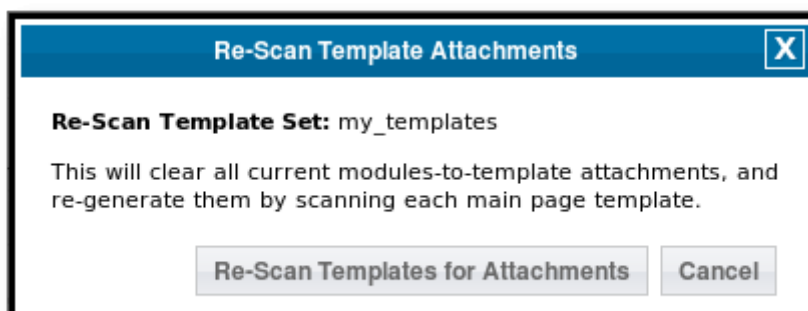 Re-Scan Template Attachments X
Re-Scan Template Set: my_templates
This will clear all current modules-to-template attachments, and
re-generate them by scanning each main page template.
Re-Scan Templates for Attachments Cancel